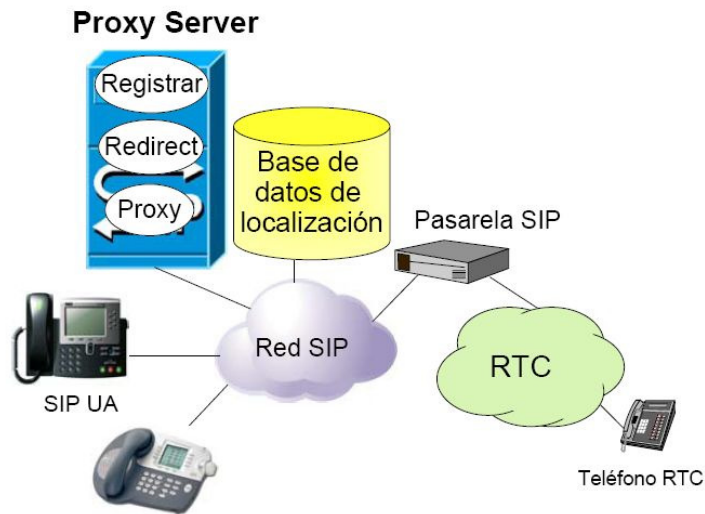 Proxy Server
Registrar
Redirect
Proxy
Base de
datos de
localización
Pasarela SIP
Red SIP
RTC
SIP UA
Teléfono RTC